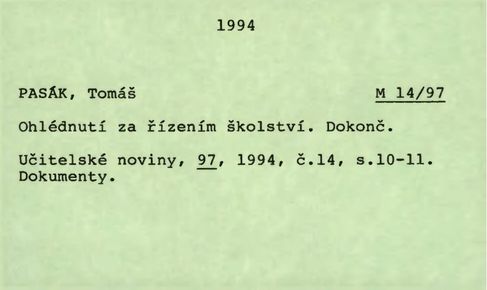 1994
PASÁK, Tomáš M 14/97
Ohlédnutí za řízením školství. Dokonč.
Učitelské noviny, 97, 1994, č.14, s.10-11.
Dokumenty.